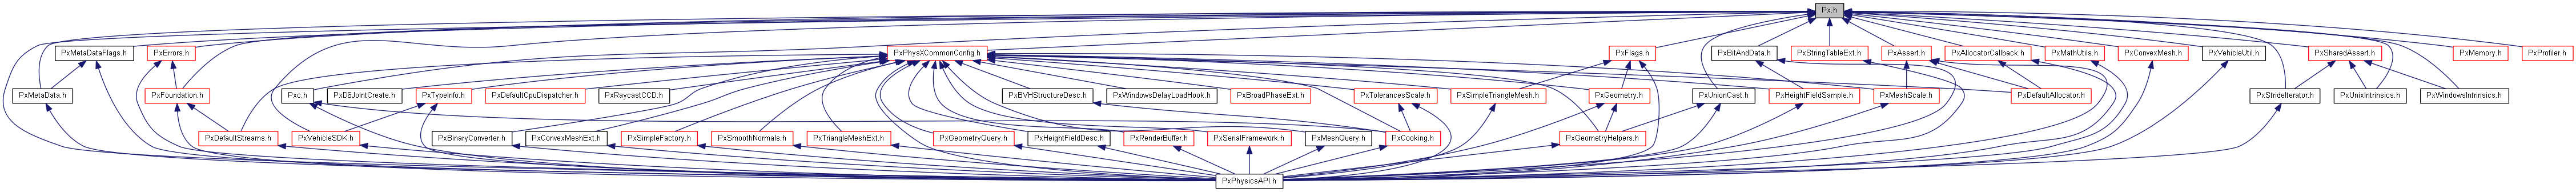 Px.h
PxMetaDataFlags.h
PxErrors.h
PxPhysXCommonConfig.h
PxFlags.h
PxBitAndData.h
PxStringTableExt.h
PxAssert.h
PxAllocatorCallback.h
PxMathUtils.h
PxConvexMesh.h
PxVehicleUtil.h
PxSharedAssert.h
PxMemory.h
PxProfiler.h
PxMetaData.h
PxFoundation.h
Pxc.h
PxD6JointCreate.h
PxTypeInfo.h
PxDefaultCpuDispatcher.h
PxRaycastCCD.h
PxBVHStructureDesc.h
PxWindowsDelayLoadHook.h
PxBroadPhaseExt.h
PxTolerancesScale.h
PxSimpleTriangleMesh.h
PxGeometry.h
PxUnionCast.h
PxHeightFieldSample.h
PxMeshScale.h
PxDefaultAllocator.h
PxStrideIterator.h
PxUnixIntrinsics.h
PxWindowsIntrinsics.h
PxDefaultStreams.h
PxVehicleSDK.h
PxBinaryConverter.h
PxConvexMeshExt.h
PxSimpleFactory.h
PxSmoothNormals.h
PxTriangleMeshExt.h
PxGeometryQuery.h
PxHeightFieldDesc.h
PxRenderBuffer.h
PxSerialFramework.h
PxMeshQuery.h
PxCooking.h
PxGeometryHelpers.h
PxPhysicsAPI.h